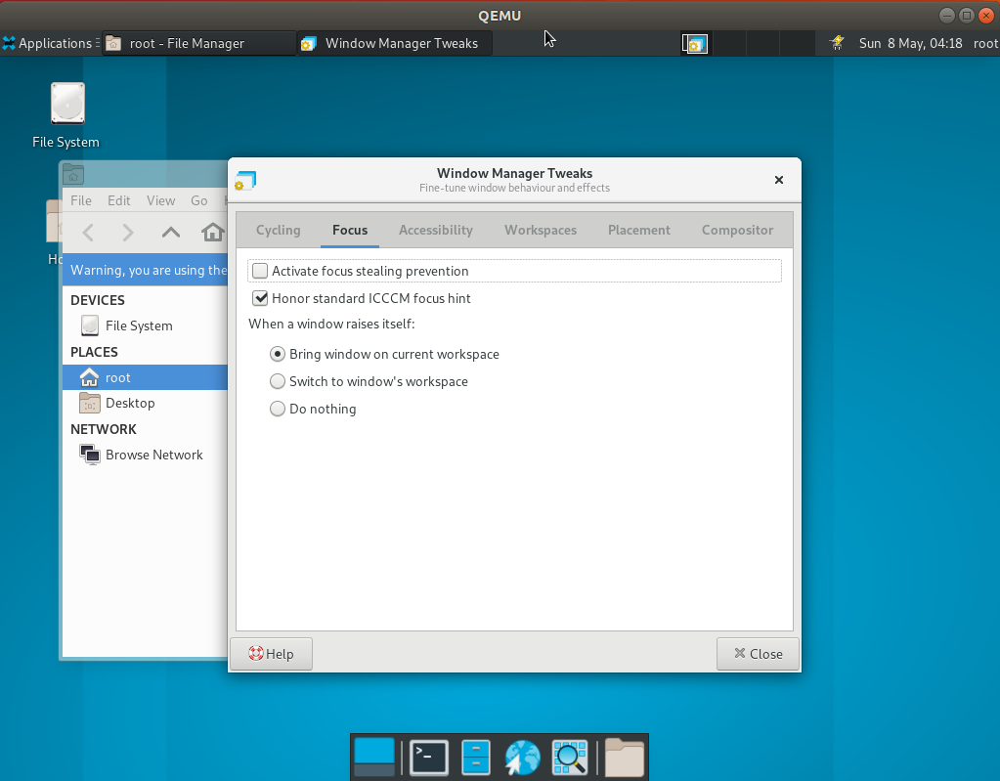 QEMU
Applications
root - File Manager
Window Manager Tweaks
Sun 8 May, 04:18
root
File System
File Edit View Go
Warning, you are using the
DEVICES
File System
PLACES
root
Desktop
NETWORK
Browse Network
Window Manager Tweaks
Fine-tune window behaviour and effects
Cycling Focus Accessibility Workspaces Placement Compositor
Activate focus stealing prevention
Honor standard ICCCM focus hint
When a window raises itself:
Bring window on current workspace
Switch to window's workspace
Do nothing
Help
Close